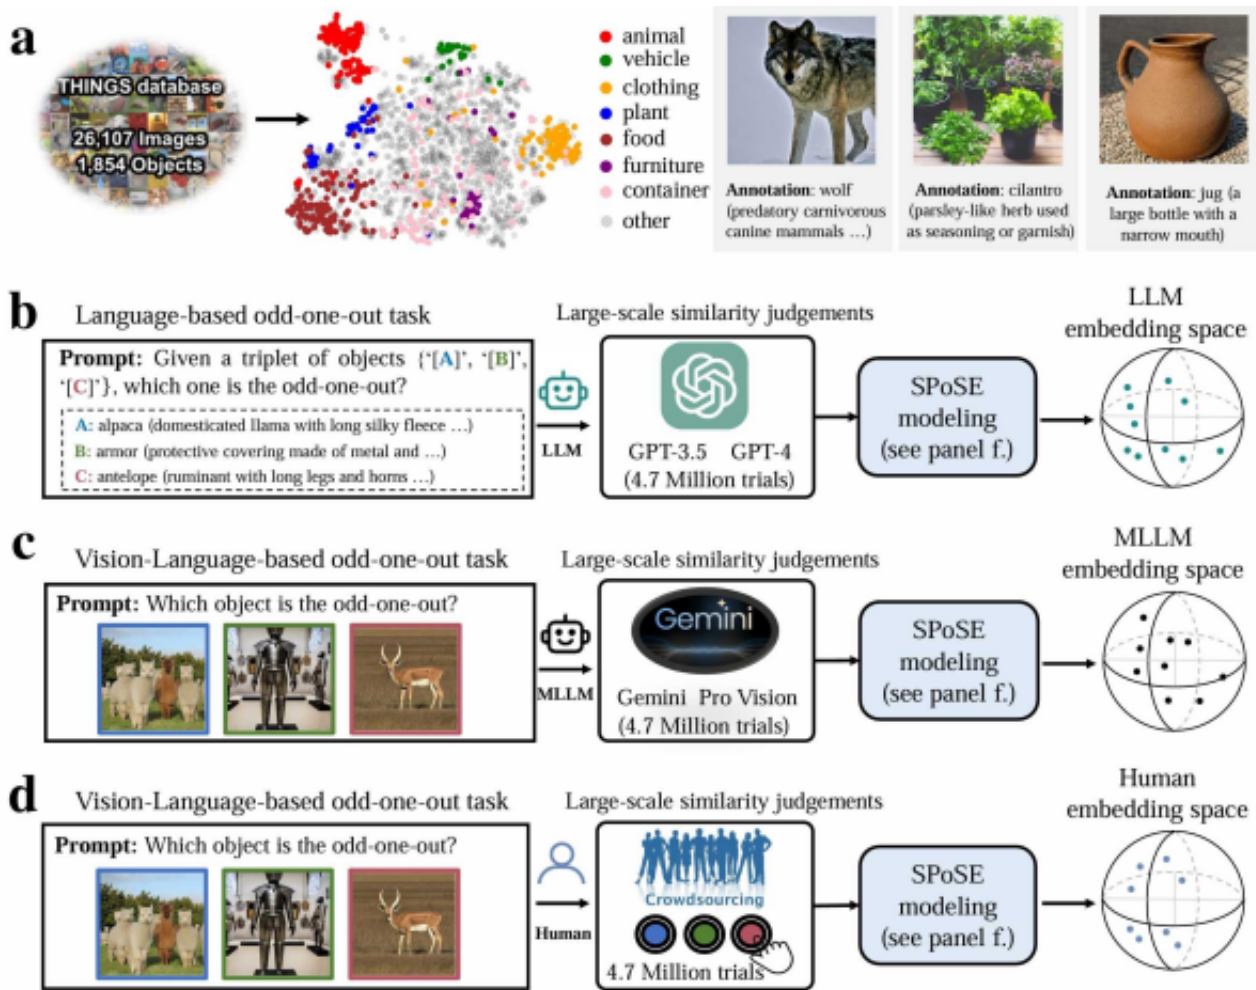 a
THINGS database
26,107 Images
1,854 Objects
animal
vehicle
clothing
plant
food
furniture
container
other
Annotation: wolf
(predatory carnivorous
canine mammals ...)
Annotation: cilantro
(parsley-like herb used
as seasoning or garnish)
Annotation: jug (a
large bottle with a
narrow mouth)
b
Language-based odd-one-out task
Prompt: Given a triplet of objects {'[A]', '[B]',
'[C]'}, which one is the odd-one-out?
A: alpaca (domesticated llama with long silky fleece ...)
B: armor (protective covering made of metal and ...)
C: antelope (ruminant with long legs and horns ...)
LLM
Large-scale similarity judgements
GPT-3.5 GPT-4
(4.7 Million trials)
SPoSE
modeling
(see panel f.)
LLM
embedding space
c
Vision-Language-based odd-one-out task
Prompt: Which object is the odd-one-out?
MLLM
Large-scale similarity judgements
Gemini
Gemini Pro Vision
(4.7 Million trials)
SPoSE
modeling
(see panel f.)
MLLM
embedding space
d
Vision-Language-based odd-one-out task
Prompt: Which object is the odd-one-out?
Human
Large-scale similarity judgements
Crowdsourcing
4.7 Million trials
SPoSE
modeling
(see panel f.)
Human
embedding space